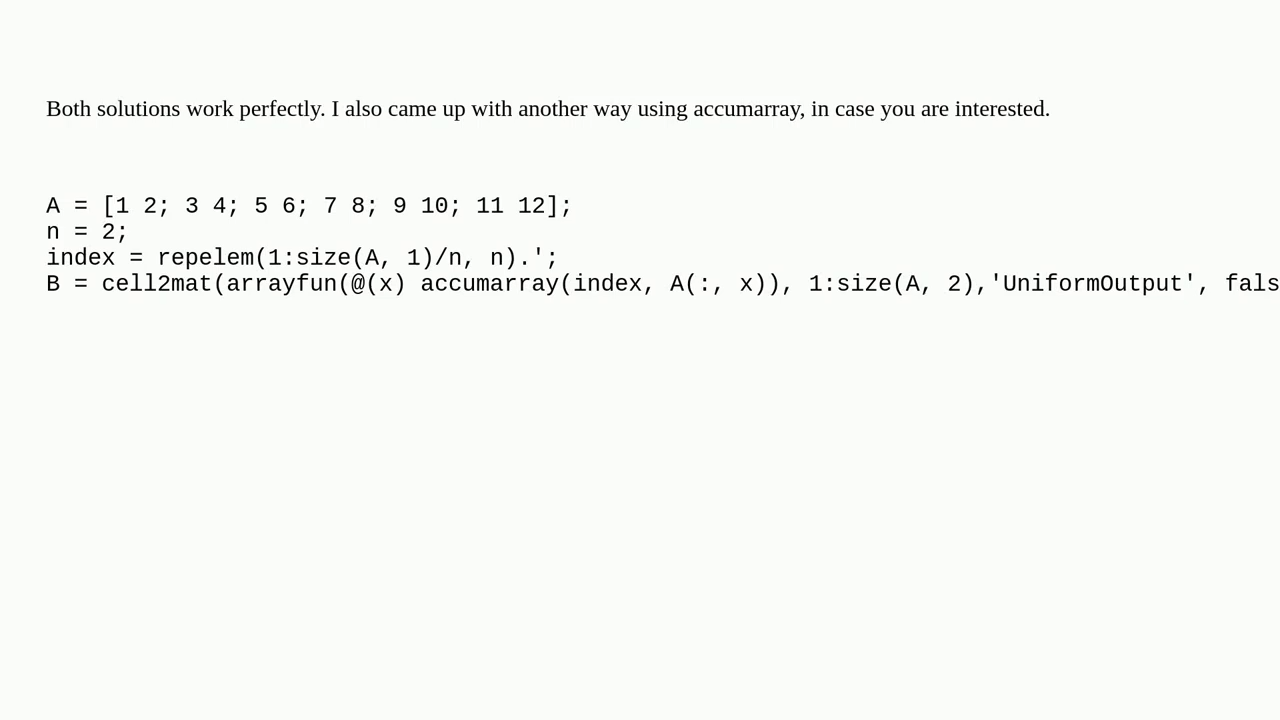 Both solutions work perfectly. I also came up with another way using accumarray, in case you are interested.
A = [1 2; 3 4; 5 6; 7 8; 9 10; 11 12];
n = 2;
index = repelem(1:size(A, 1)/n, n).';
B = cell2mat(arrayfun(@(x) accumarray(index, A(:, x)), 1:size(A, 2),'UniformOutput', fals